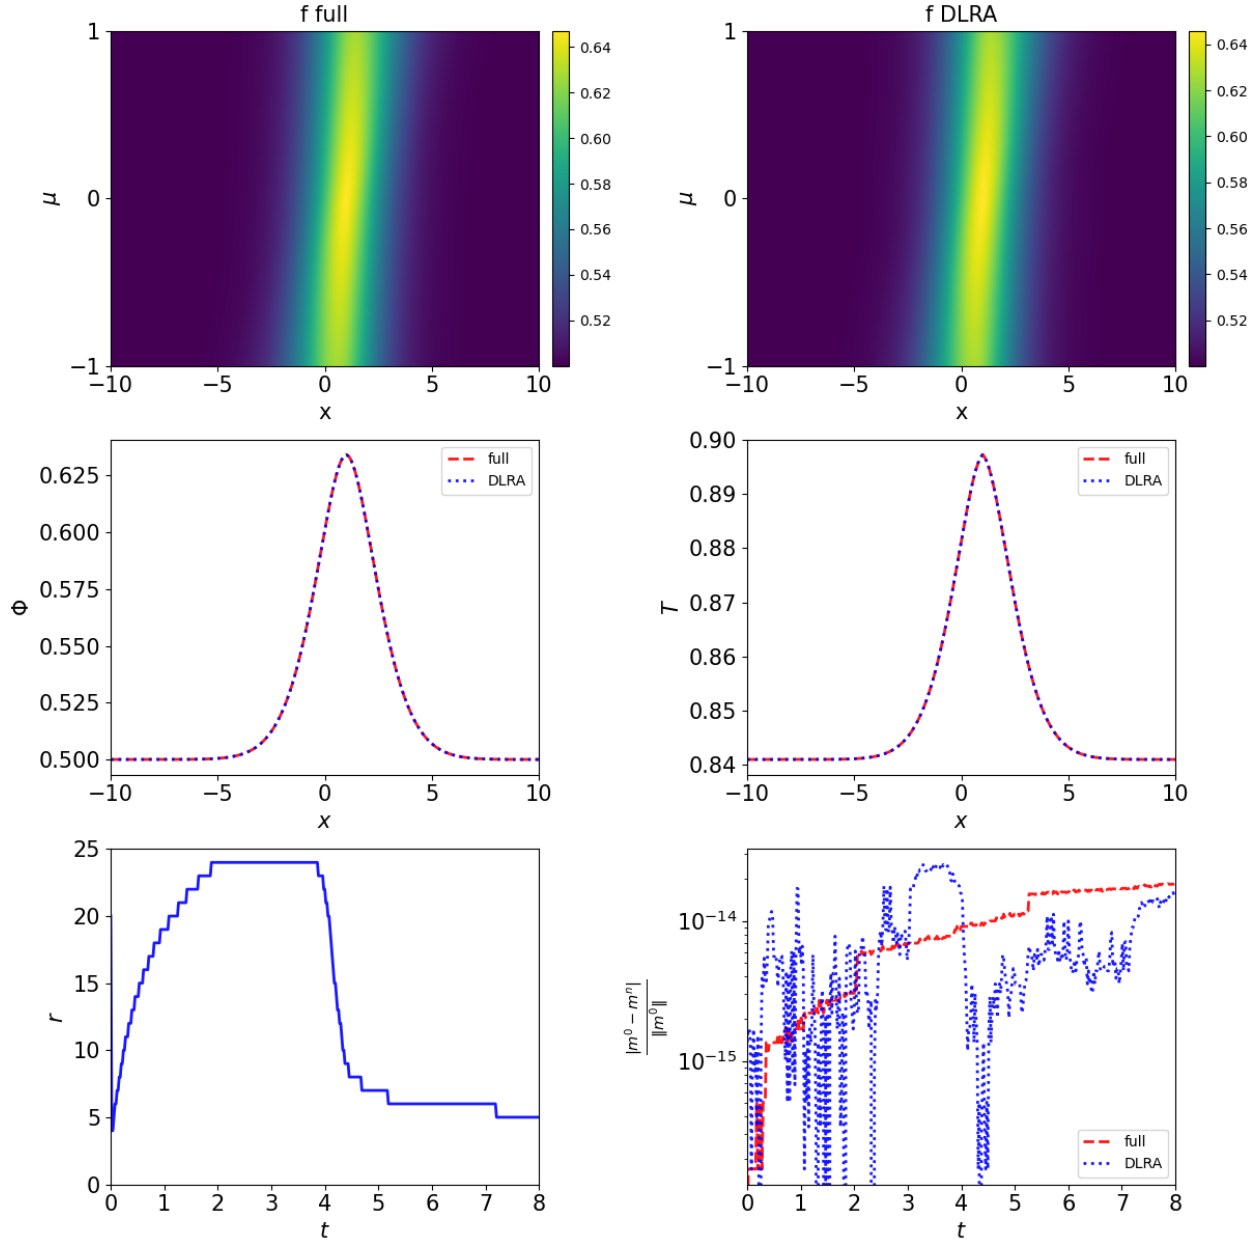 f full
f DLRA
1
0
−1
μ
−10 −5 0 5 10
x
0.64
0.62
0.60
0.58
0.56
0.54
0.52
1
0
−1
μ
−10 −5 0 5 10
x
0.64
0.62
0.60
0.58
0.56
0.54
0.52
0.625
0.600
0.575
0.550
0.525
0.500
Φ
−10 −5 0 5 10
x
full
DLRA
0.90
0.89
0.88
0.87
0.86
0.85
0.84
T
−10 −5 0 5 10
x
full
DLRA
25
20
15
10
5
0
r
0 1 2 3 4 5 6 7 8
t
10⁻¹⁴
10⁻¹⁵
|m⁰ − mⁿ|
‖m⁰‖
0 1 2 3 4 5 6 7 8
t
full
DLRA